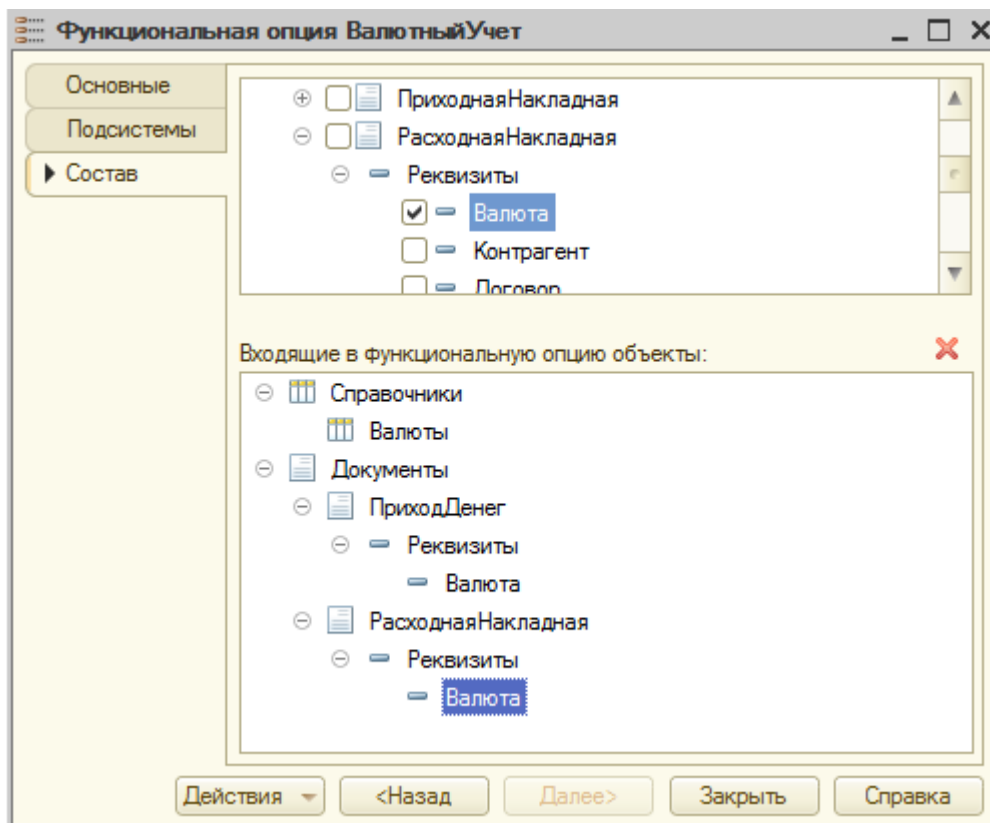 Функциональная опция ВалютныйУчет
Основные
Подсистемы
Состав
ПриходнаяНакладная
РасходнаяНакладная
Реквизиты
Валюта
Контрагент
Договор
Входящие в функциональную опцию объекты:
Справочники
Валюты
Документы
ПриходДенег
Реквизиты
Валюта
РасходнаяНакладная
Реквизиты
Валюта
Действия
<Назад
Далее>
Закрыть
Справка